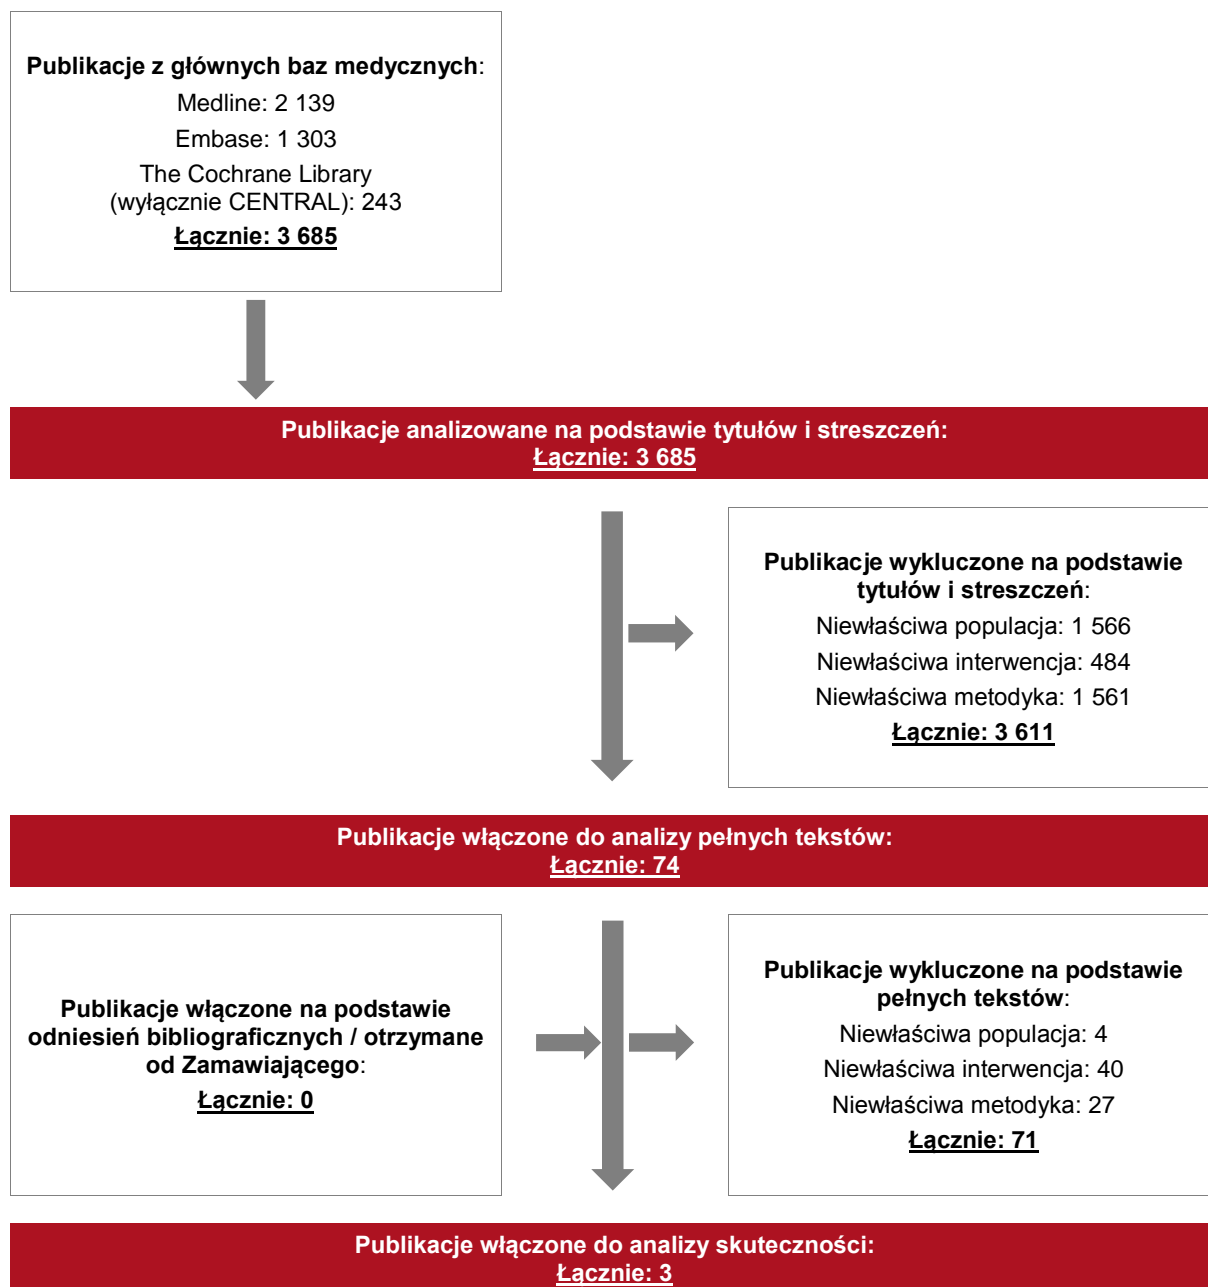 Publikacje z głównych baz medycznych:
Medline: 2 139
Embase: 1 303
The Cochrane Library
(wyłącznie CENTRAL): 243
Łącznie: 3 685
Publikacje analizowane na podstawie tytułów i streszczeń:
Łącznie: 3 685
Publikacje wykluczone na podstawie
tytułów i streszczeń:
Niewłaściwa populacja: 1 566
Niewłaściwa interwencja: 484
Niewłaściwa metodyka: 1 561
Łącznie: 3 611
Publikacje włączone do analizy pełnych tekstów:
Łącznie: 74
Publikacje włączone na podstawie
odniesień bibliograficznych / otrzymane
od Zamawiającego:
Łącznie: 0
Publikacje wykluczone na podstawie
pełnych tekstów:
Niewłaściwa populacja: 4
Niewłaściwa interwencja: 40
Niewłaściwa metodyka: 27
Łącznie: 71
Publikacje włączone do analizy skuteczności:
Łącznie: 3